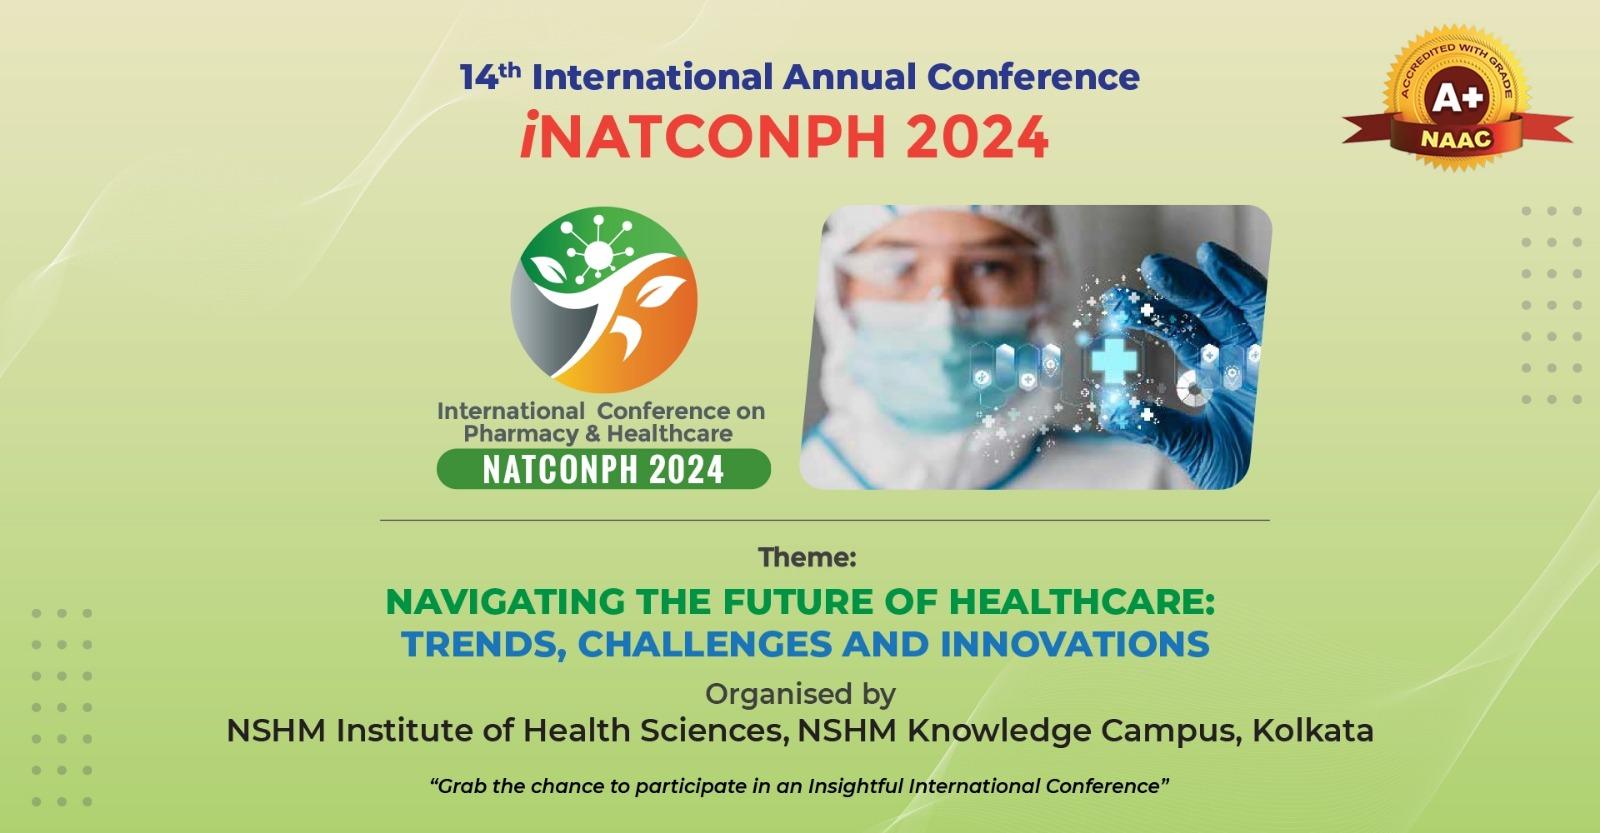 14th International Annual Conference
iNATCONPH 2024
ACCREDITED WITH GRADE
A+
NAAC
International Conference on
Pharmacy & Healthcare
NATCONPH 2024
Theme:
NAVIGATING THE FUTURE OF HEALTHCARE:
TRENDS, CHALLENGES AND INNOVATIONS
Organised by
NSHM Institute of Health Sciences, NSHM Knowledge Campus, Kolkata
“Grab the chance to participate in an Insightful International Conference”